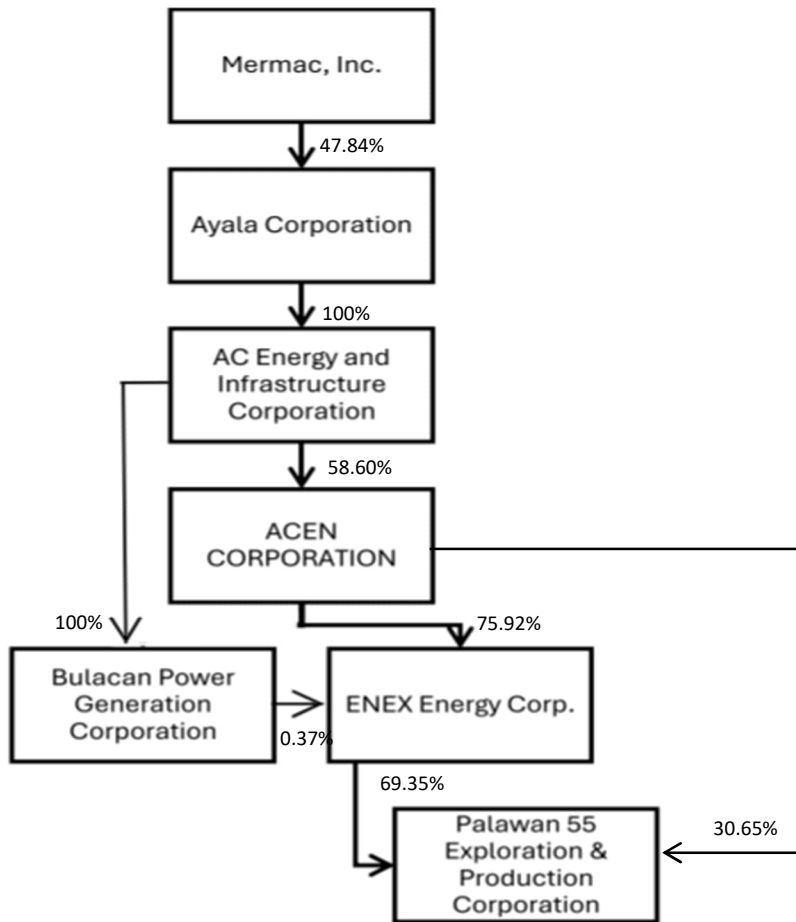 Mermac, Inc.
47.84%
Ayala Corporation
100%
AC Energy and
Infrastructure
Corporation
58.60%
ACEN
CORPORATION
100%
75.92%
Bulacan Power
Generation
Corporation
0.37%
ENEX Energy Corp.
69.35%
Palawan 55
Exploration &
Production
Corporation
30.65%